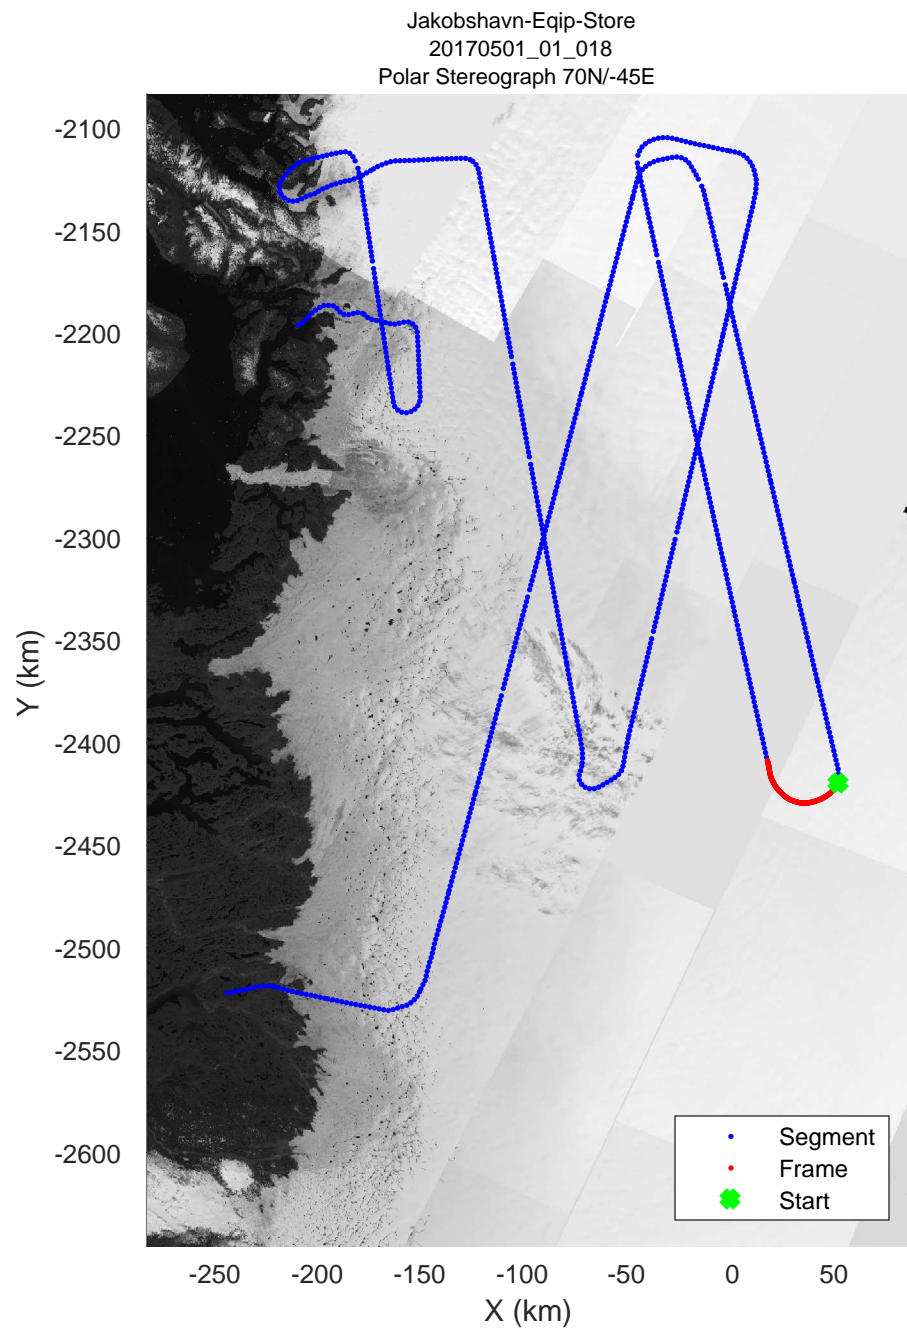 Jakobshavn-Eqip-Store
20170501_01_018
Polar Stereograph 70N/-45E
-2100
-2150
-2200
-2250
-2300
-2350
-2400
-2450
-2500
-2550
-2600
Y (km)
Segment
Frame
Start
-250 -200 -150 -100 -50 0 50
X (km)